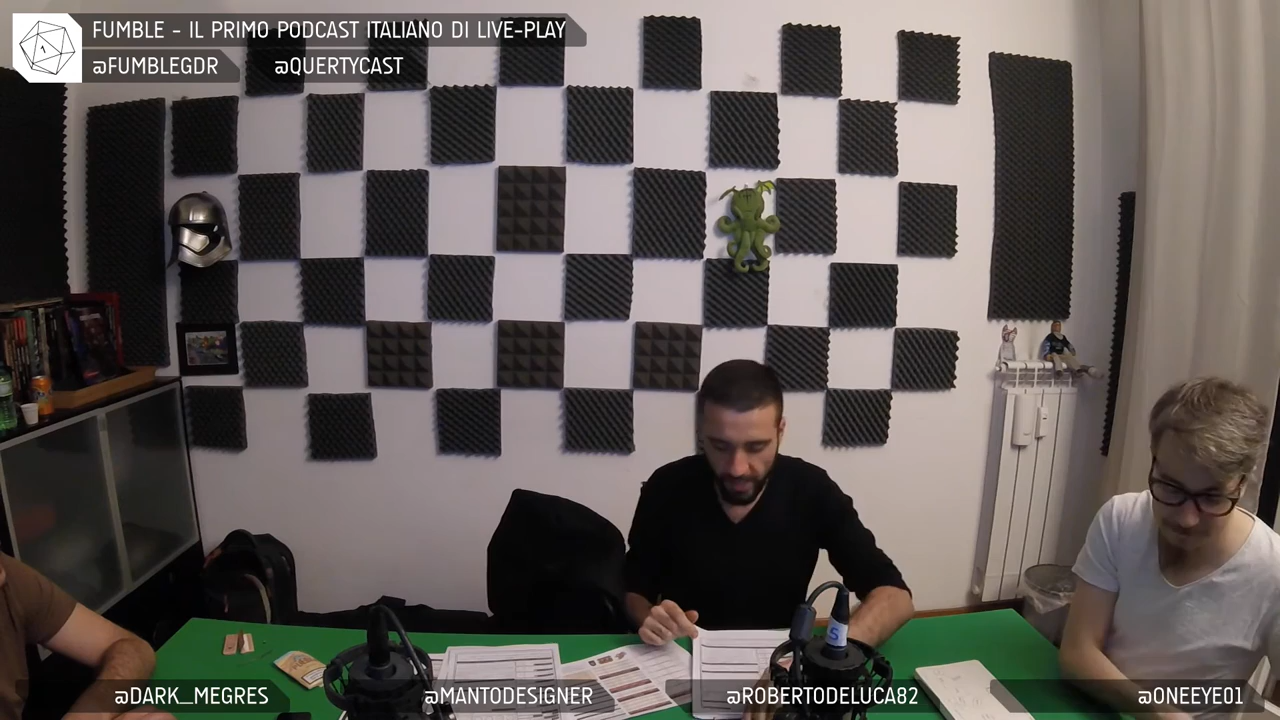 FUMBLE - IL PRIMO PODCAST ITALIANO DI LIVE-PLAY
@FUMBLEGDR @QUERTYCAST
S
@DARK_MEGRES @MANTODESIGNER @ROBERTODELUCA82 @ONEEYE01